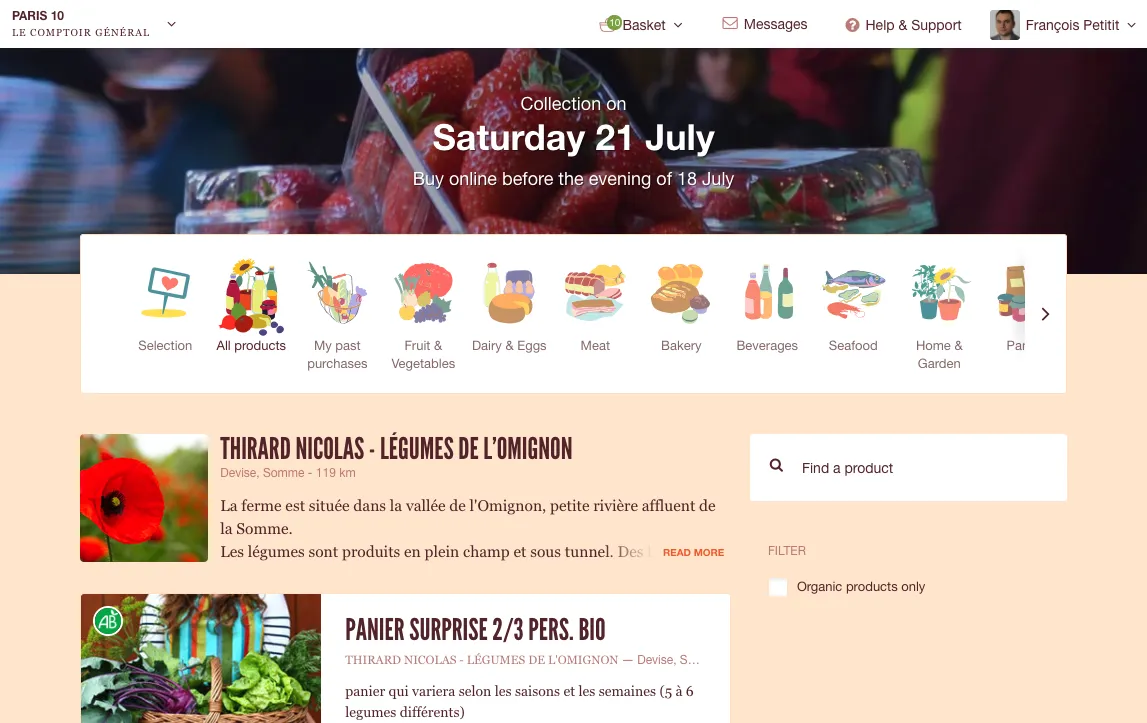 PARIS 10
LE COMPTOIR GÉNÉRAL
10
Basket
Messages
Help & Support
François Petitit
Collection on
Saturday 21 July
Buy online before the evening of 18 July
Selection
All products
My past
purchases
Fruit &
Vegetables
Dairy & Eggs
Meat
Bakery
Beverages
Seafood
Home &
Garden
Par
THIRARD NICOLAS - LÉGUMES DE L'OMIGNON
Devise, Somme - 119 km
La ferme est située dans la vallée de l'Omignon, petite rivière affluent de
la Somme.
Les légumes sont produits en plein champ et sous tunnel. Des READ MORE
Find a product
FILTER
Organic products only
AB
PANIER SURPRISE 2/3 PERS. BIO
THIRARD NICOLAS - LÉGUMES DE L'OMIGNON — Devise, S…
panier qui variera selon les saisons et les semaines (5 à 6
legumes différents)